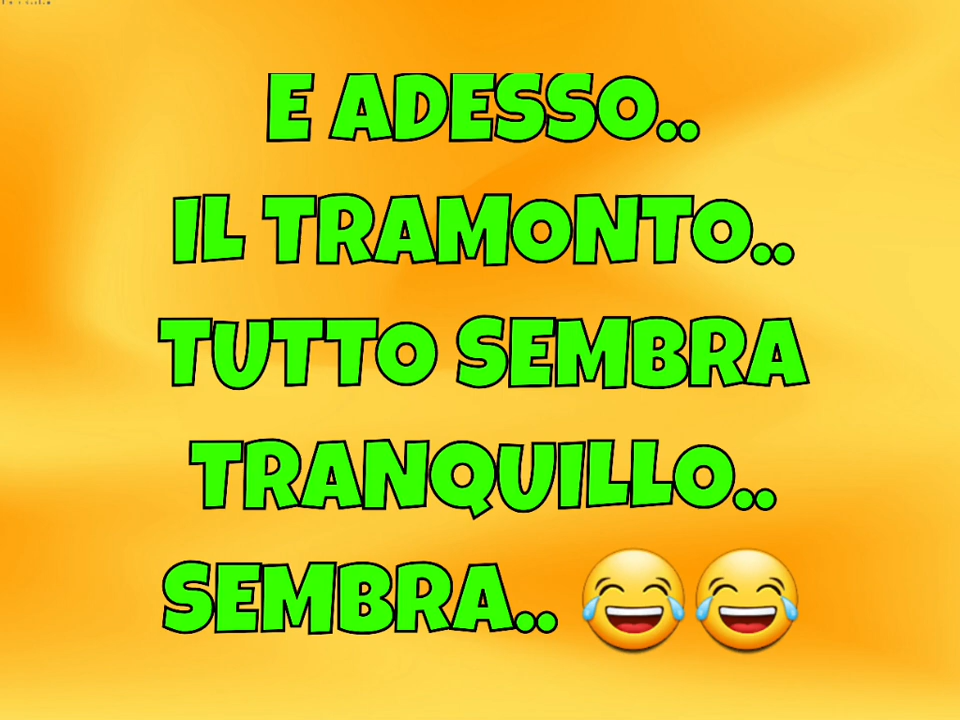 E ADESSO..
IL TRAMONTO..
TUTTO SEMBRA
TRANQUILLO..
SEMBRA.. 😂😂